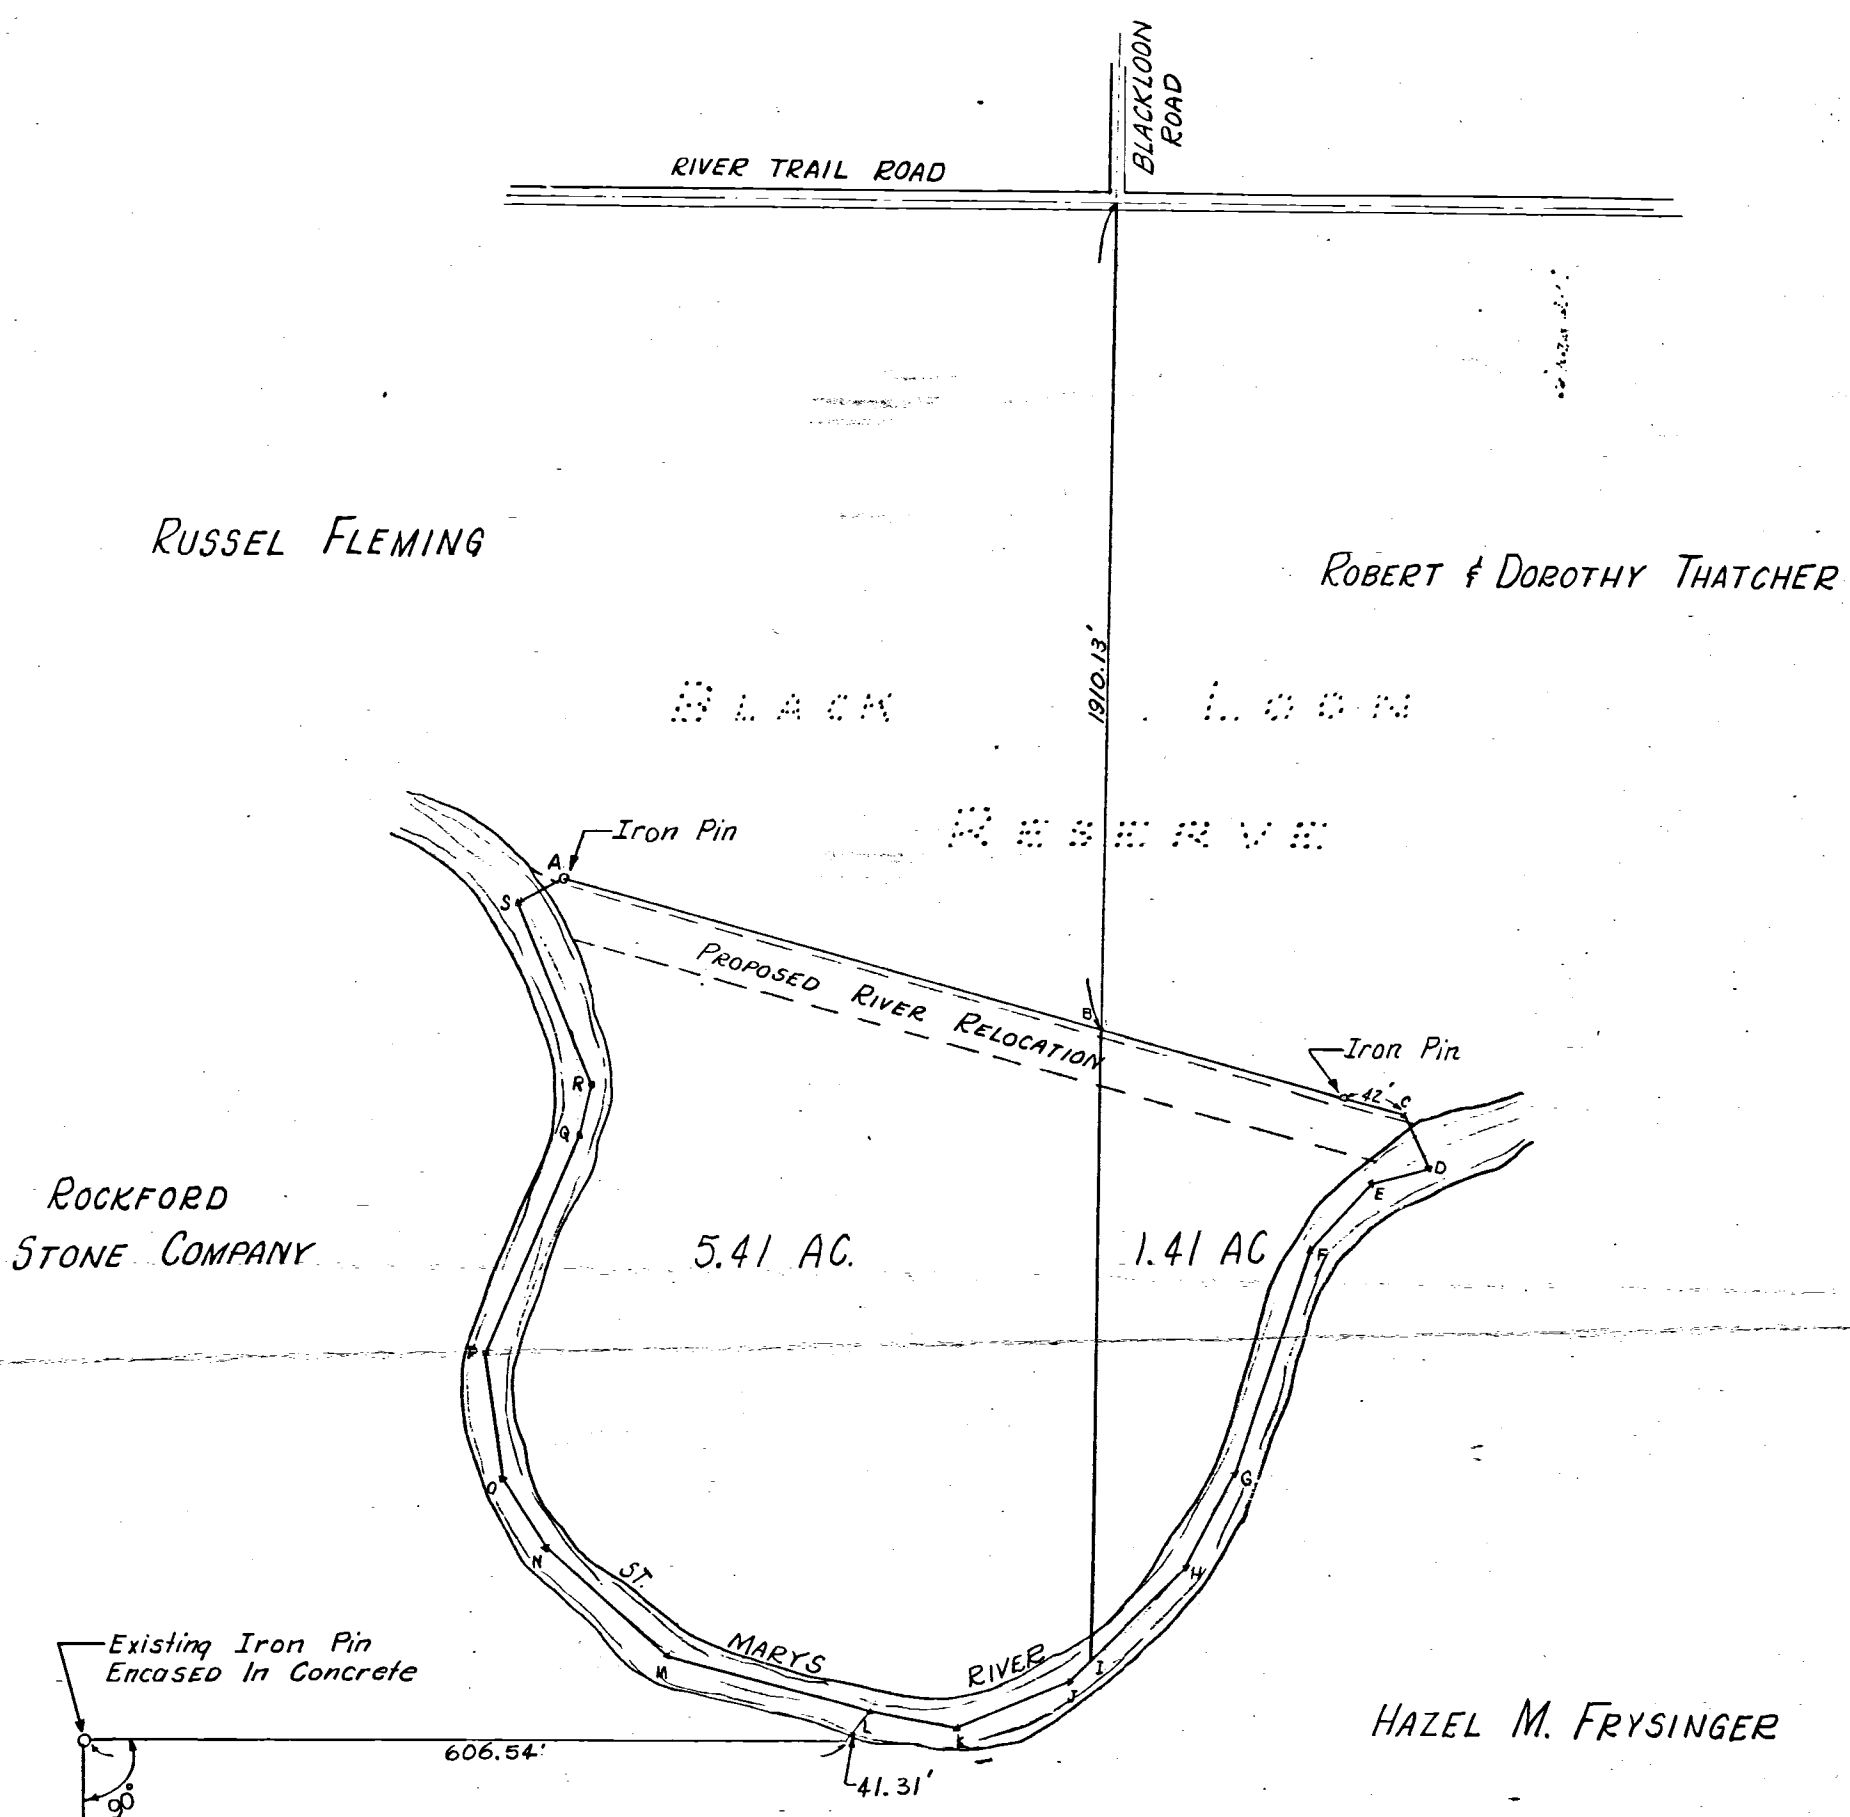 BLACKLOON
ROAD
RIVER TRAIL ROAD
RUSSEL FLEMING
ROBERT & DOROTHY THATCHER
1910.13'
BLACK LOON
RESERVE
Iron Pin
A
S
PROPOSED RIVER RELOCATION
B
Iron Pin
42'
C
R
Q
D
E
ROCKFORD
STONE COMPANY
5.41 AC.
1.41 AC
F
P
G
O
N
H
ST. MARYS RIVER
M
I
J
L
K
Existing Iron Pin
Encased In Concrete
606.54'
41.31'
90°
HAZEL M. FRYSINGER